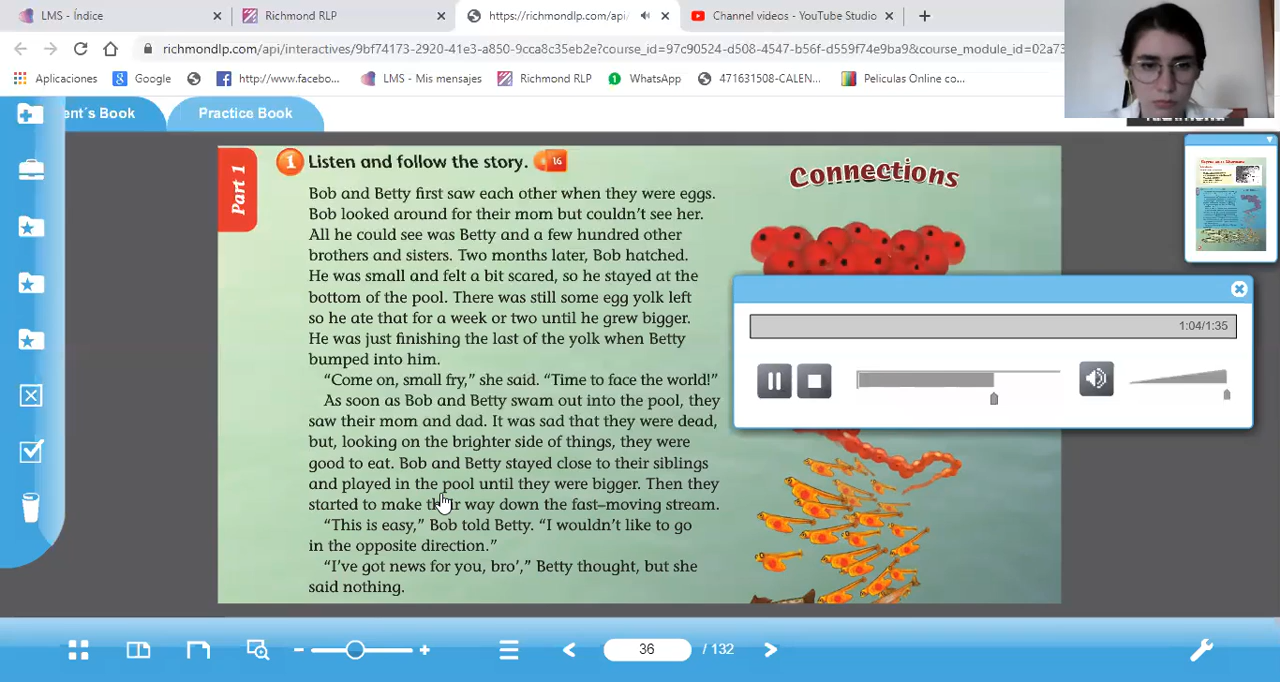 LMS - Índice
Richmond RLP
https://richmondlp.com/api/
Channel videos - YouTube Studio
richmondlp.com/api/interactives/9bf74173-2920-41e3-a850-9cca8c35eb2e?course_id=97c90524-d508-4547-b56f-d559f74e9ba9&course_module_id=02a73
Aplicaciones
Google
http://www.facebo...
LMS - Mis mensajes
Richmond RLP
WhatsApp
471631508-CALEN...
Peliculas Online co...
ent´s Book
Practice Book
Part 1
1 Listen and follow the story. 16
Connections
Bob and Betty first saw each other when they were eggs.
Bob looked around for their mom but couldn't see her.
All he could see was Betty and a few hundred other
brothers and sisters. Two months later, Bob hatched.
He was small and felt a bit scared, so he stayed at the
bottom of the pool. There was still some egg yolk left
so he ate that for a week or two until he grew bigger.
He was just finishing the last of the yolk when Betty
bumped into him.
“Come on, small fry,” she said. “Time to face the world!”
As soon as Bob and Betty swam out into the pool, they
saw their mom and dad. It was sad that they were dead,
but, looking on the brighter side of things, they were
good to eat. Bob and Betty stayed close to their siblings
and played in the pool until they were bigger. Then they
started to make their way down the fast–moving stream.
“This is easy,” Bob told Betty. “I wouldn't like to go
in the opposite direction.”
“I've got news for you, bro',” Betty thought, but she
said nothing.
1:04/1:35
36
/ 132